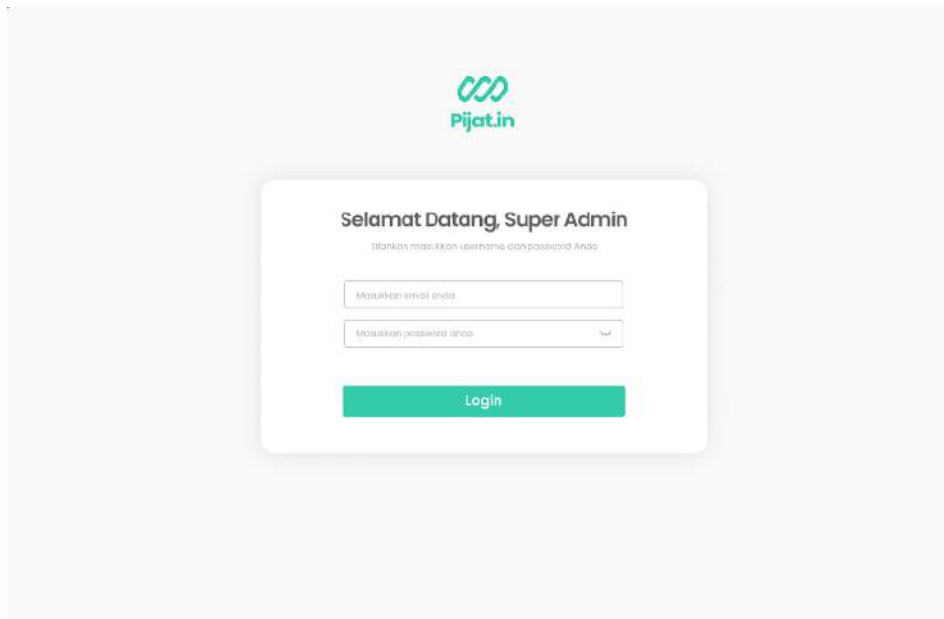 Pijat.in
Selamat Datang, Super Admin
Silahkan masukkan username dan password Anda
Masukkan email anda
Masukkan password anda
Login